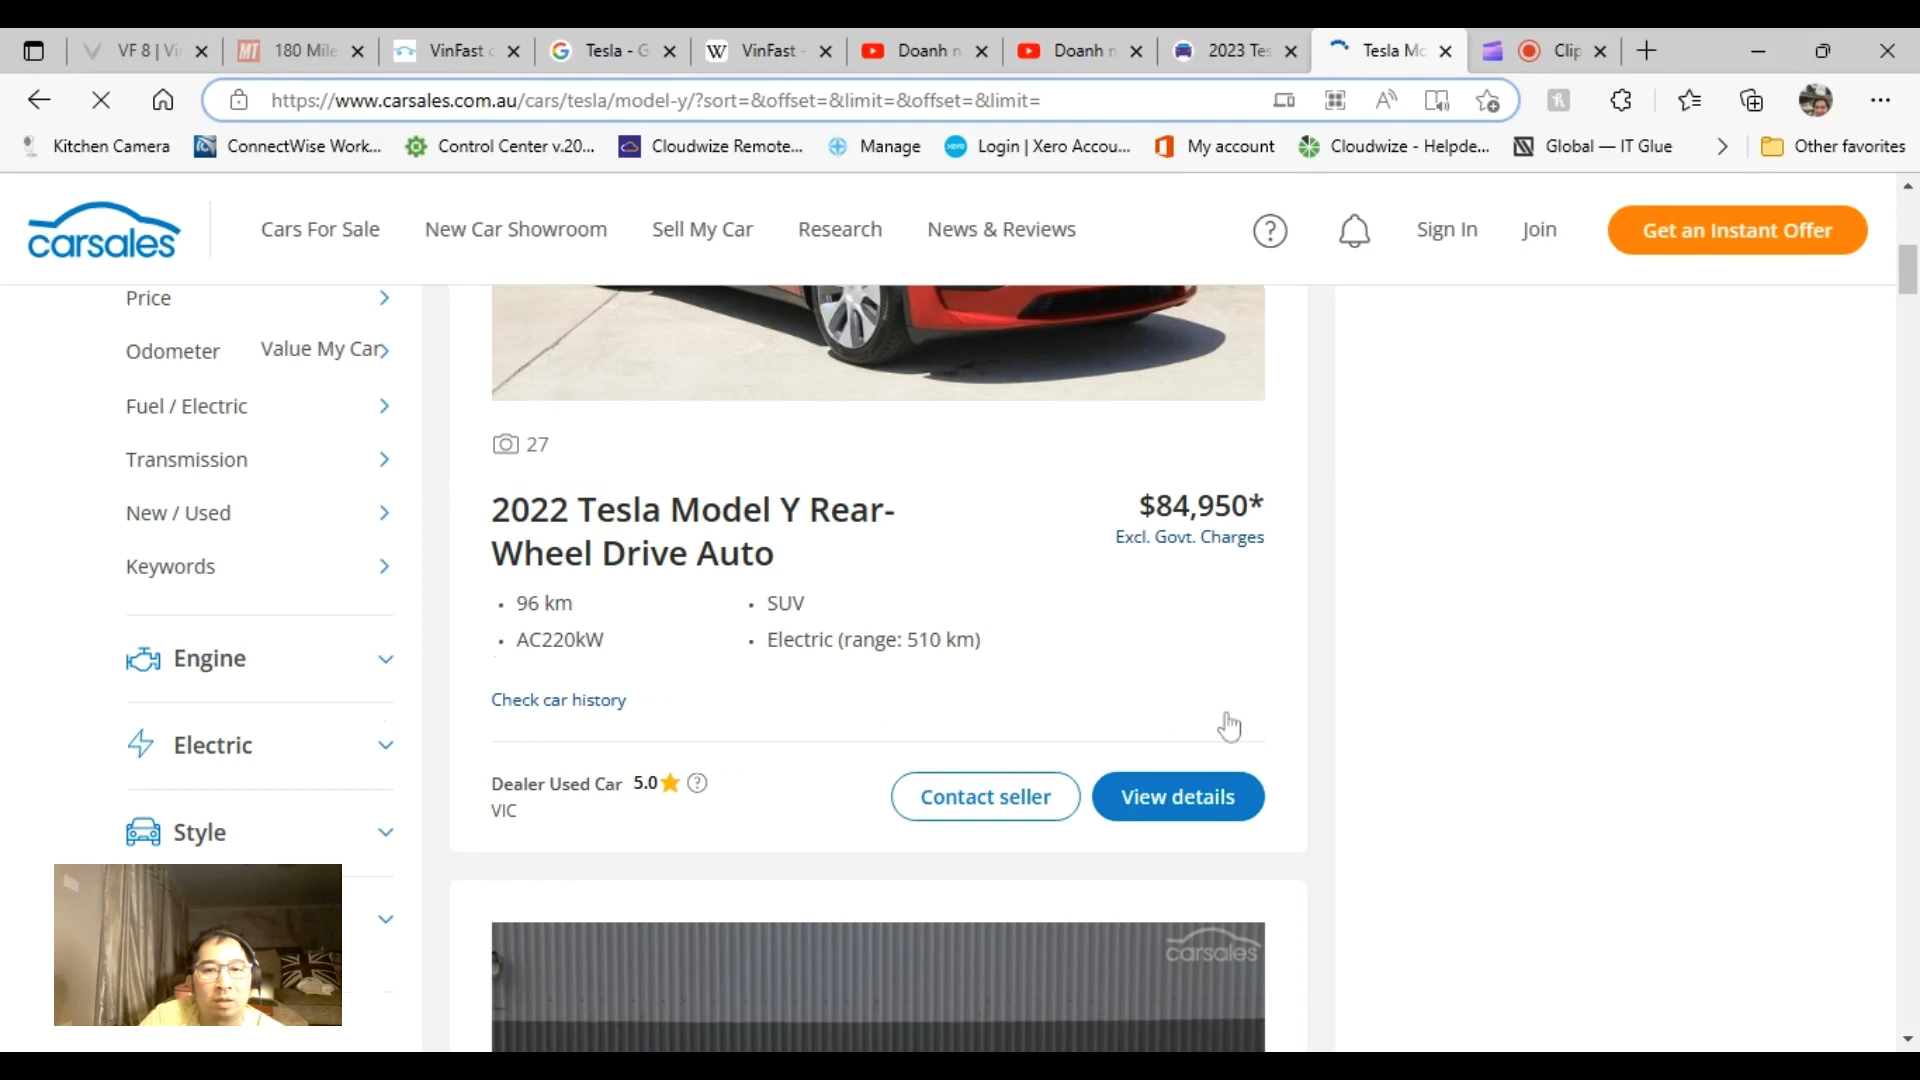 VF 8 | Vi
180 Mile
VinFast c
Tesla - G
VinFast -
Doanh n
Doanh n
2023 Tes
Tesla Mo
Clip
https://www.carsales.com.au/cars/tesla/model-y/?sort=&offset=&limit=&offset=&limit=
Kitchen Camera
ConnectWise Work...
Control Center v.20...
Cloudwize Remote...
Manage
Login | Xero Accou...
My account
Cloudwize - Helpde...
Global — IT Glue
Other favorites
carsales
Cars For Sale
New Car Showroom
Sell My Car
Research
News & Reviews
Sign In
Join
Get an Instant Offer
Price
Odometer
Value My Car
Fuel / Electric
Transmission
New / Used
Keywords
Engine
Electric
Style
27
2022 Tesla Model Y Rear-
Wheel Drive Auto
$84,950*
Excl. Govt. Charges
96 km
SUV
AC220kW
Electric (range: 510 km)
Check car history
Dealer Used Car 5.0
VIC
Contact seller
View details
carsales